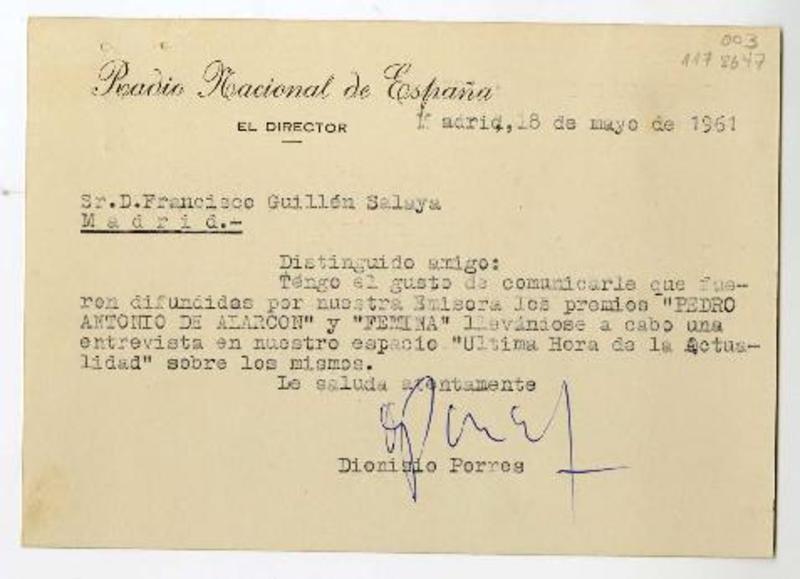 003
117 8647
Radio Nacional de España
EL DIRECTOR
Madrid, 18 de mayo de 1961
Sr.D.Francisco Guillén Salaya
M a d r i d.-
Distinguido amigo:
Tengo el gusto de comunicarle que fue-
ron difundidos por nuestra Emisora los premios "PEDRO
ANTONIO DE ALARCON" y "FEMINA" llevándose a cabo una
entrevista en nuestro espacio "Ultima Hora de la Actua-
lidad" sobre los mismos.
Le saluda atentamente
Dionisio Porres